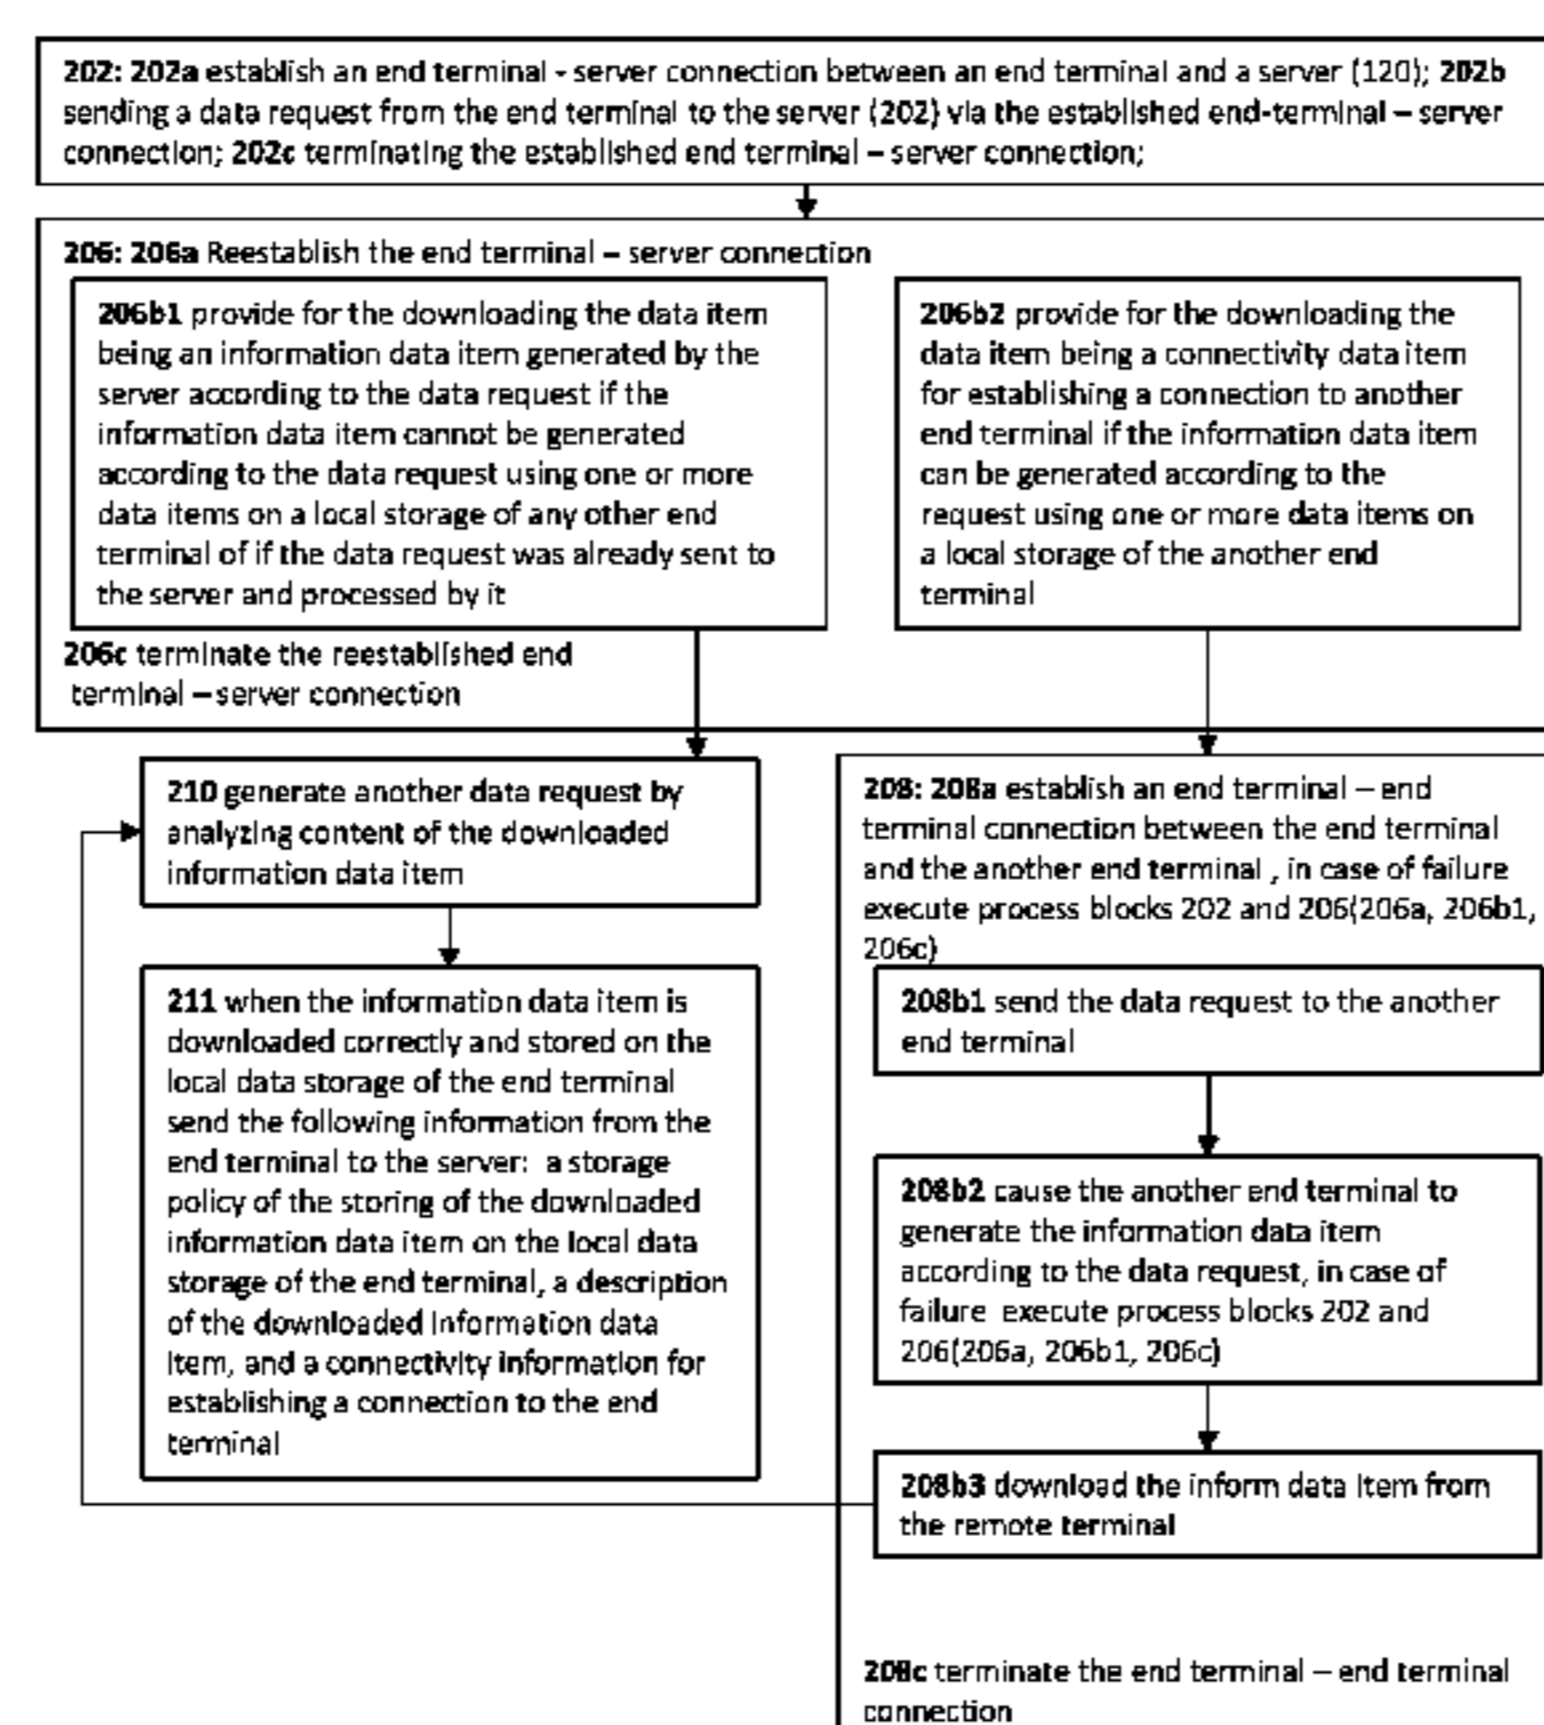 202: 202a establish an end terminal - server connection between an end terminal and a server (120); 202b
sending a data request from the end terminal to the server (202) via the established end-terminal – server
connection; 202c terminating the established end terminal – server connection;
206: 206a Reestablish the end terminal – server connection
206b1 provide for the downloading the data item
being an information data item generated by the
server according to the data request if the
information data item cannot be generated
according to the data request using one or more
data items on a local storage of any other end
terminal of if the data request was already sent to
the server and processed by it
206b2 provide for the downloading the
data item being a connectivity data item
for establishing a connection to another
end terminal if the information data item
can be generated according to the
request using one or more data items on
a local storage of the another end
terminal
206c terminate the reestablished end
terminal – server connection
210 generate another data request by
analyzing content of the downloaded
information data item
211 when the information data item is
downloaded correctly and stored on the
local data storage of the end terminal
send the following information from the
end terminal to the server: a storage
policy of the storing of the downloaded
information data item on the local data
storage of the end terminal, a description
of the downloaded information data
item, and a connectivity information for
establishing a connection to the end
terminal
208: 208a establish an end terminal – end
terminal connection between the end terminal
and the another end terminal , in case of failure
execute process blocks 202 and 206(206a, 206b1,
206c)
208b1 send the data request to the another
end terminal
208b2 cause the another end terminal to
generate the information data item
according to the data request, in case of
failure execute process blocks 202 and
206(206a, 206b1, 206c)
208b3 download the inform data item from
the remote terminal
208c terminate the end terminal – end terminal
connection